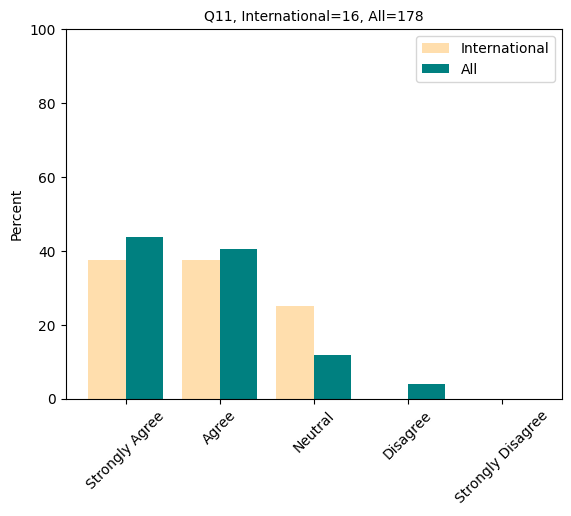 Q11, International=16, All=178
International
All
Percent
100
80
60
40
20
0
Strongly Agree
Agree
Neutral
Disagree
Strongly Disagree